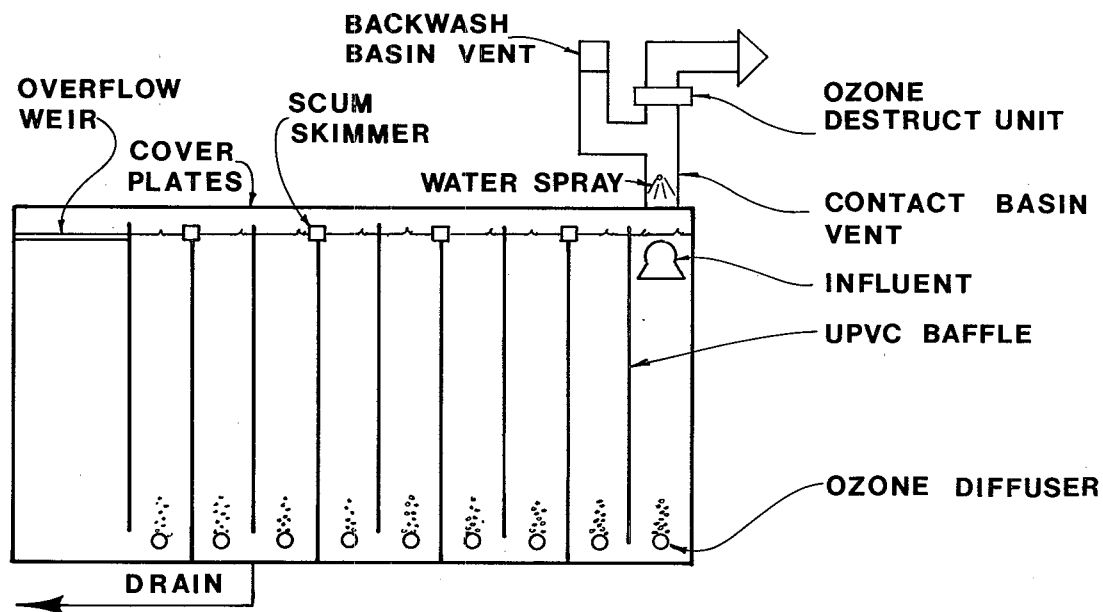 BACKWASH
BASIN VENT
OVERFLOW
WEIR
SCUM
SKIMMER
OZONE
DESTRUCT UNIT
COVER
PLATES
WATER SPRAY
CONTACT BASIN
VENT
INFLUENT
UPVC BAFFLE
OZONE DIFFUSER
DRAIN